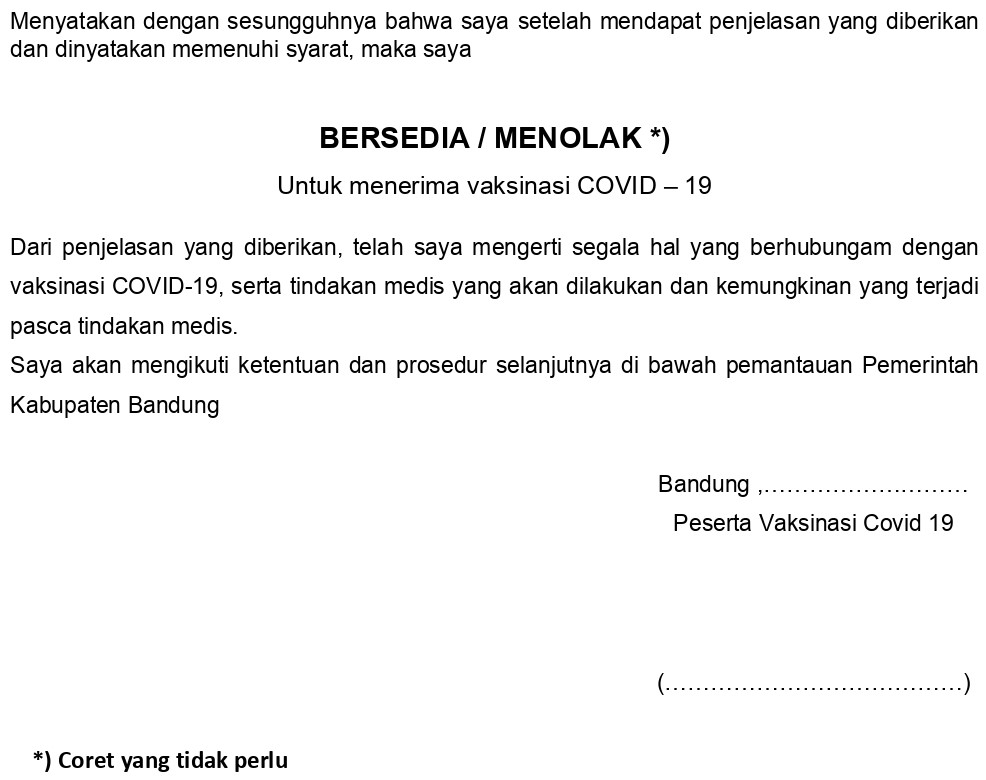 Menyatakan dengan sesungguhnya bahwa saya setelah mendapat penjelasan yang diberikan
dan dinyatakan memenuhi syarat, maka saya
BERSEDIA / MENOLAK *)
Untuk menerima vaksinasi COVID – 19
Dari penjelasan yang diberikan, telah saya mengerti segala hal yang berhubungam dengan
vaksinasi COVID-19, serta tindakan medis yang akan dilakukan dan kemungkinan yang terjadi
pasca tindakan medis.
Saya akan mengikuti ketentuan dan prosedur selanjutnya di bawah pemantauan Pemerintah
Kabupaten Bandung
Bandung ,………………………
Peserta Vaksinasi Covid 19
(…………………………………)
*) Coret yang tidak perlu